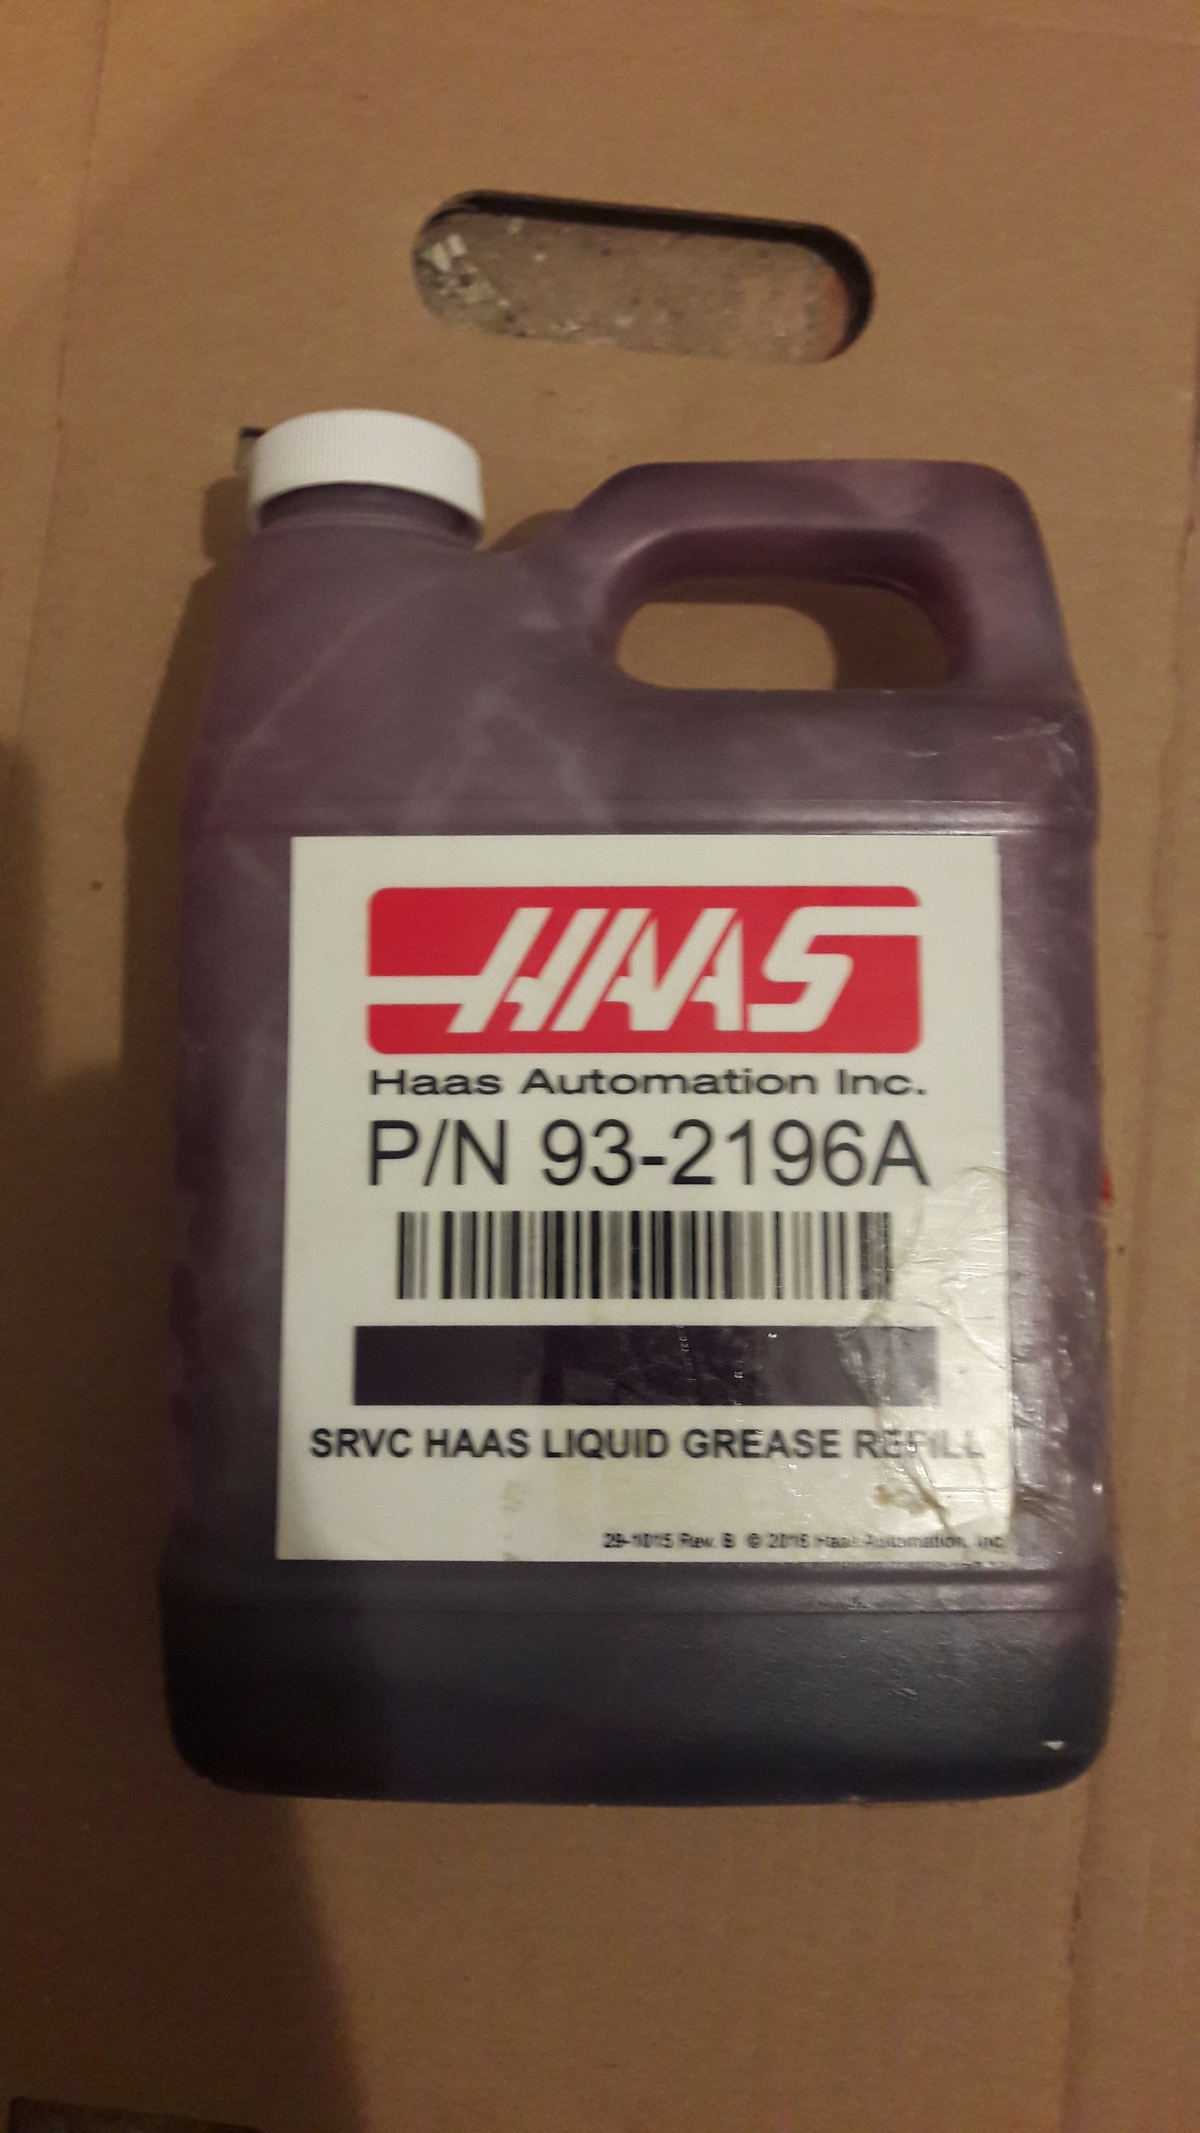 HAAS
Haas Automation Inc.
P/N 93-2196A
SRVC HAAS LIQUID GREASE REFILL
29-1015 Rev. B © 2016 Haas Automation, Inc.